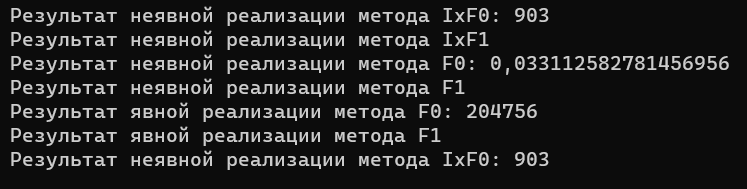 Результат неявной реализации метода IxF0: 903
Результат неявной реализации метода IxF1
Результат неявной реализации метода F0: 0,033112582781456956
Результат неявной реализации метода F1
Результат явной реализации метода F0: 204756
Результат явной реализации метода F1
Результат неявной реализации метода IxF0: 903